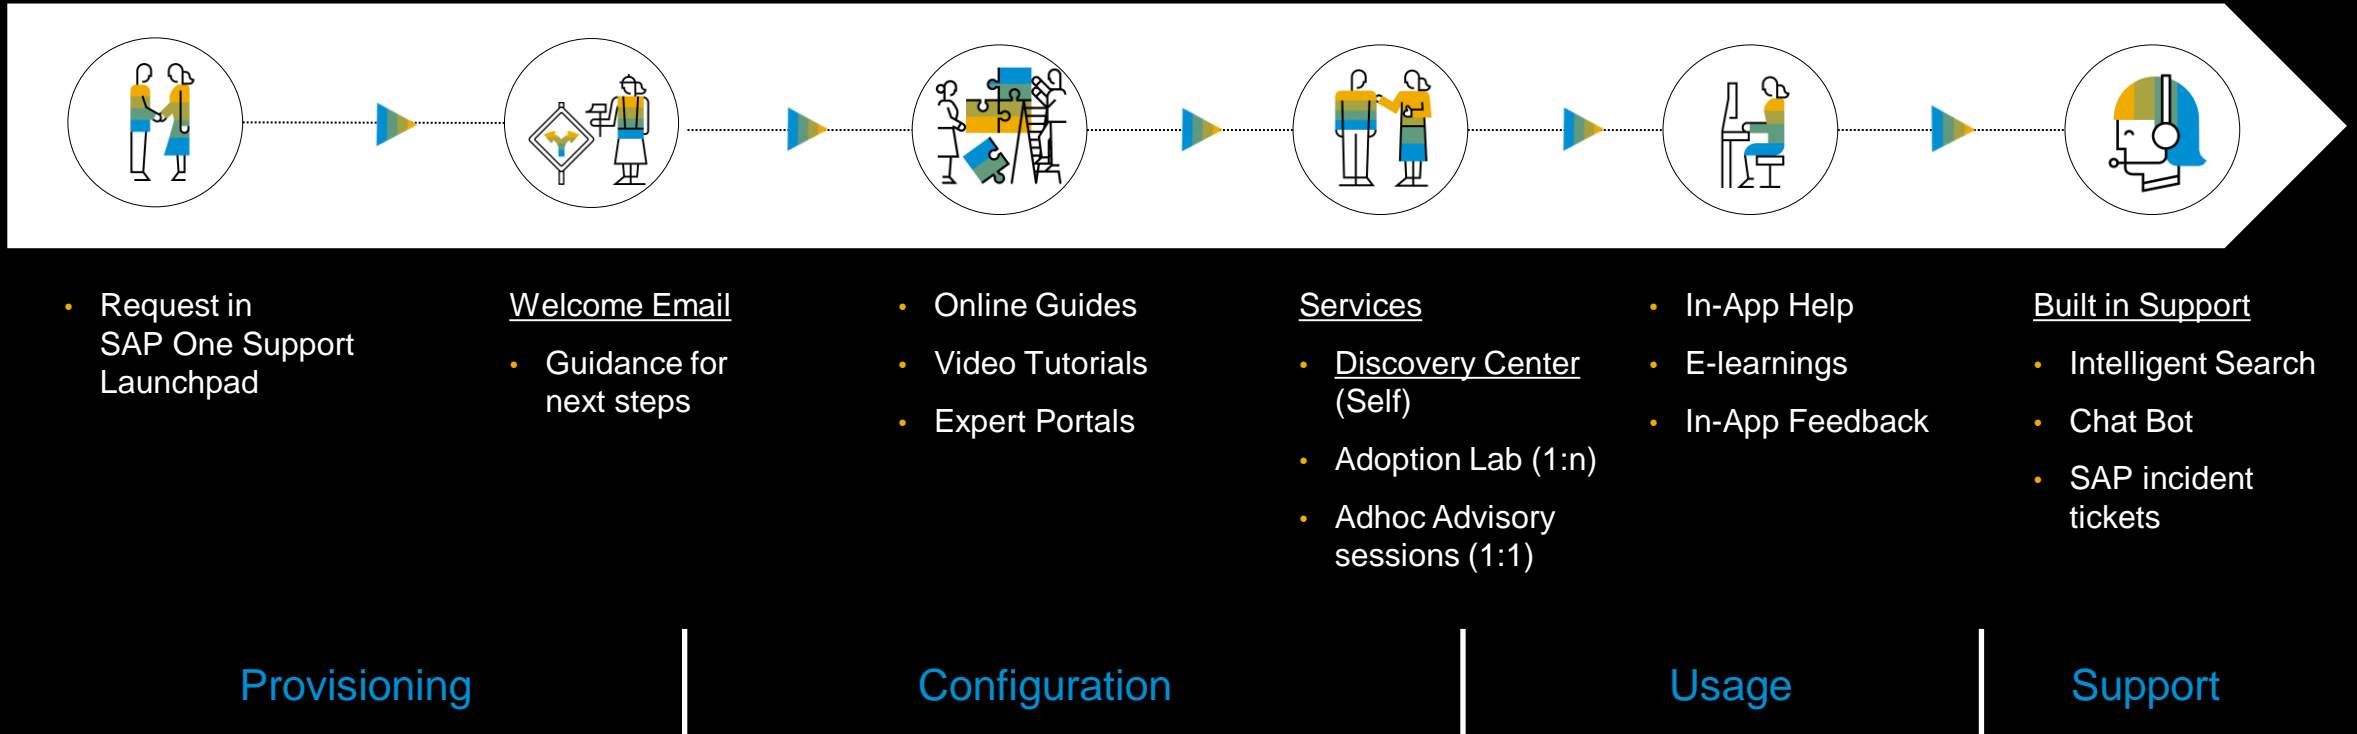 Request in
SAP One Support
Launchpad
Welcome Email
Guidance for
next steps
Online Guides
Video Tutorials
Expert Portals
Services
Discovery Center
(Self)
Adoption Lab (1:n)
Adhoc Advisory
sessions (1:1)
In-App Help
E-learnings
In-App Feedback
Built in Support
Intelligent Search
Chat Bot
SAP incident
tickets
Provisioning
Configuration
Usage
Support